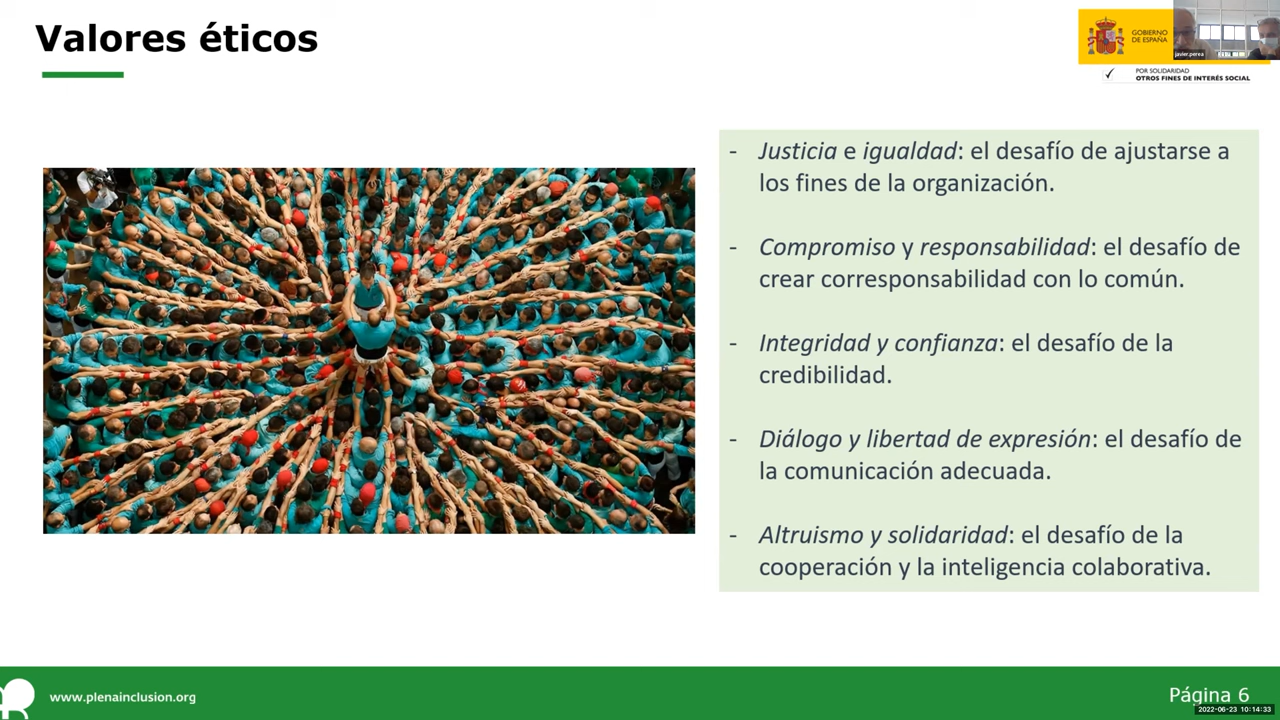 Valores éticos
GOBIERNO
DE ESPAÑA
javier.perea
POR SOLIDARIDAD
OTROS FINES DE INTERÉS SOCIAL
- Justicia e igualdad: el desafío de ajustarse a
los fines de la organización.
- Compromiso y responsabilidad: el desafío de
crear corresponsabilidad con lo común.
- Integridad y confianza: el desafío de la
credibilidad.
- Diálogo y libertad de expresión: el desafío de
la comunicación adecuada.
- Altruismo y solidaridad: el desafío de la
cooperación y la inteligencia colaborativa.
www.plenainclusion.org
Página 6
2022-06-23 10:14:33